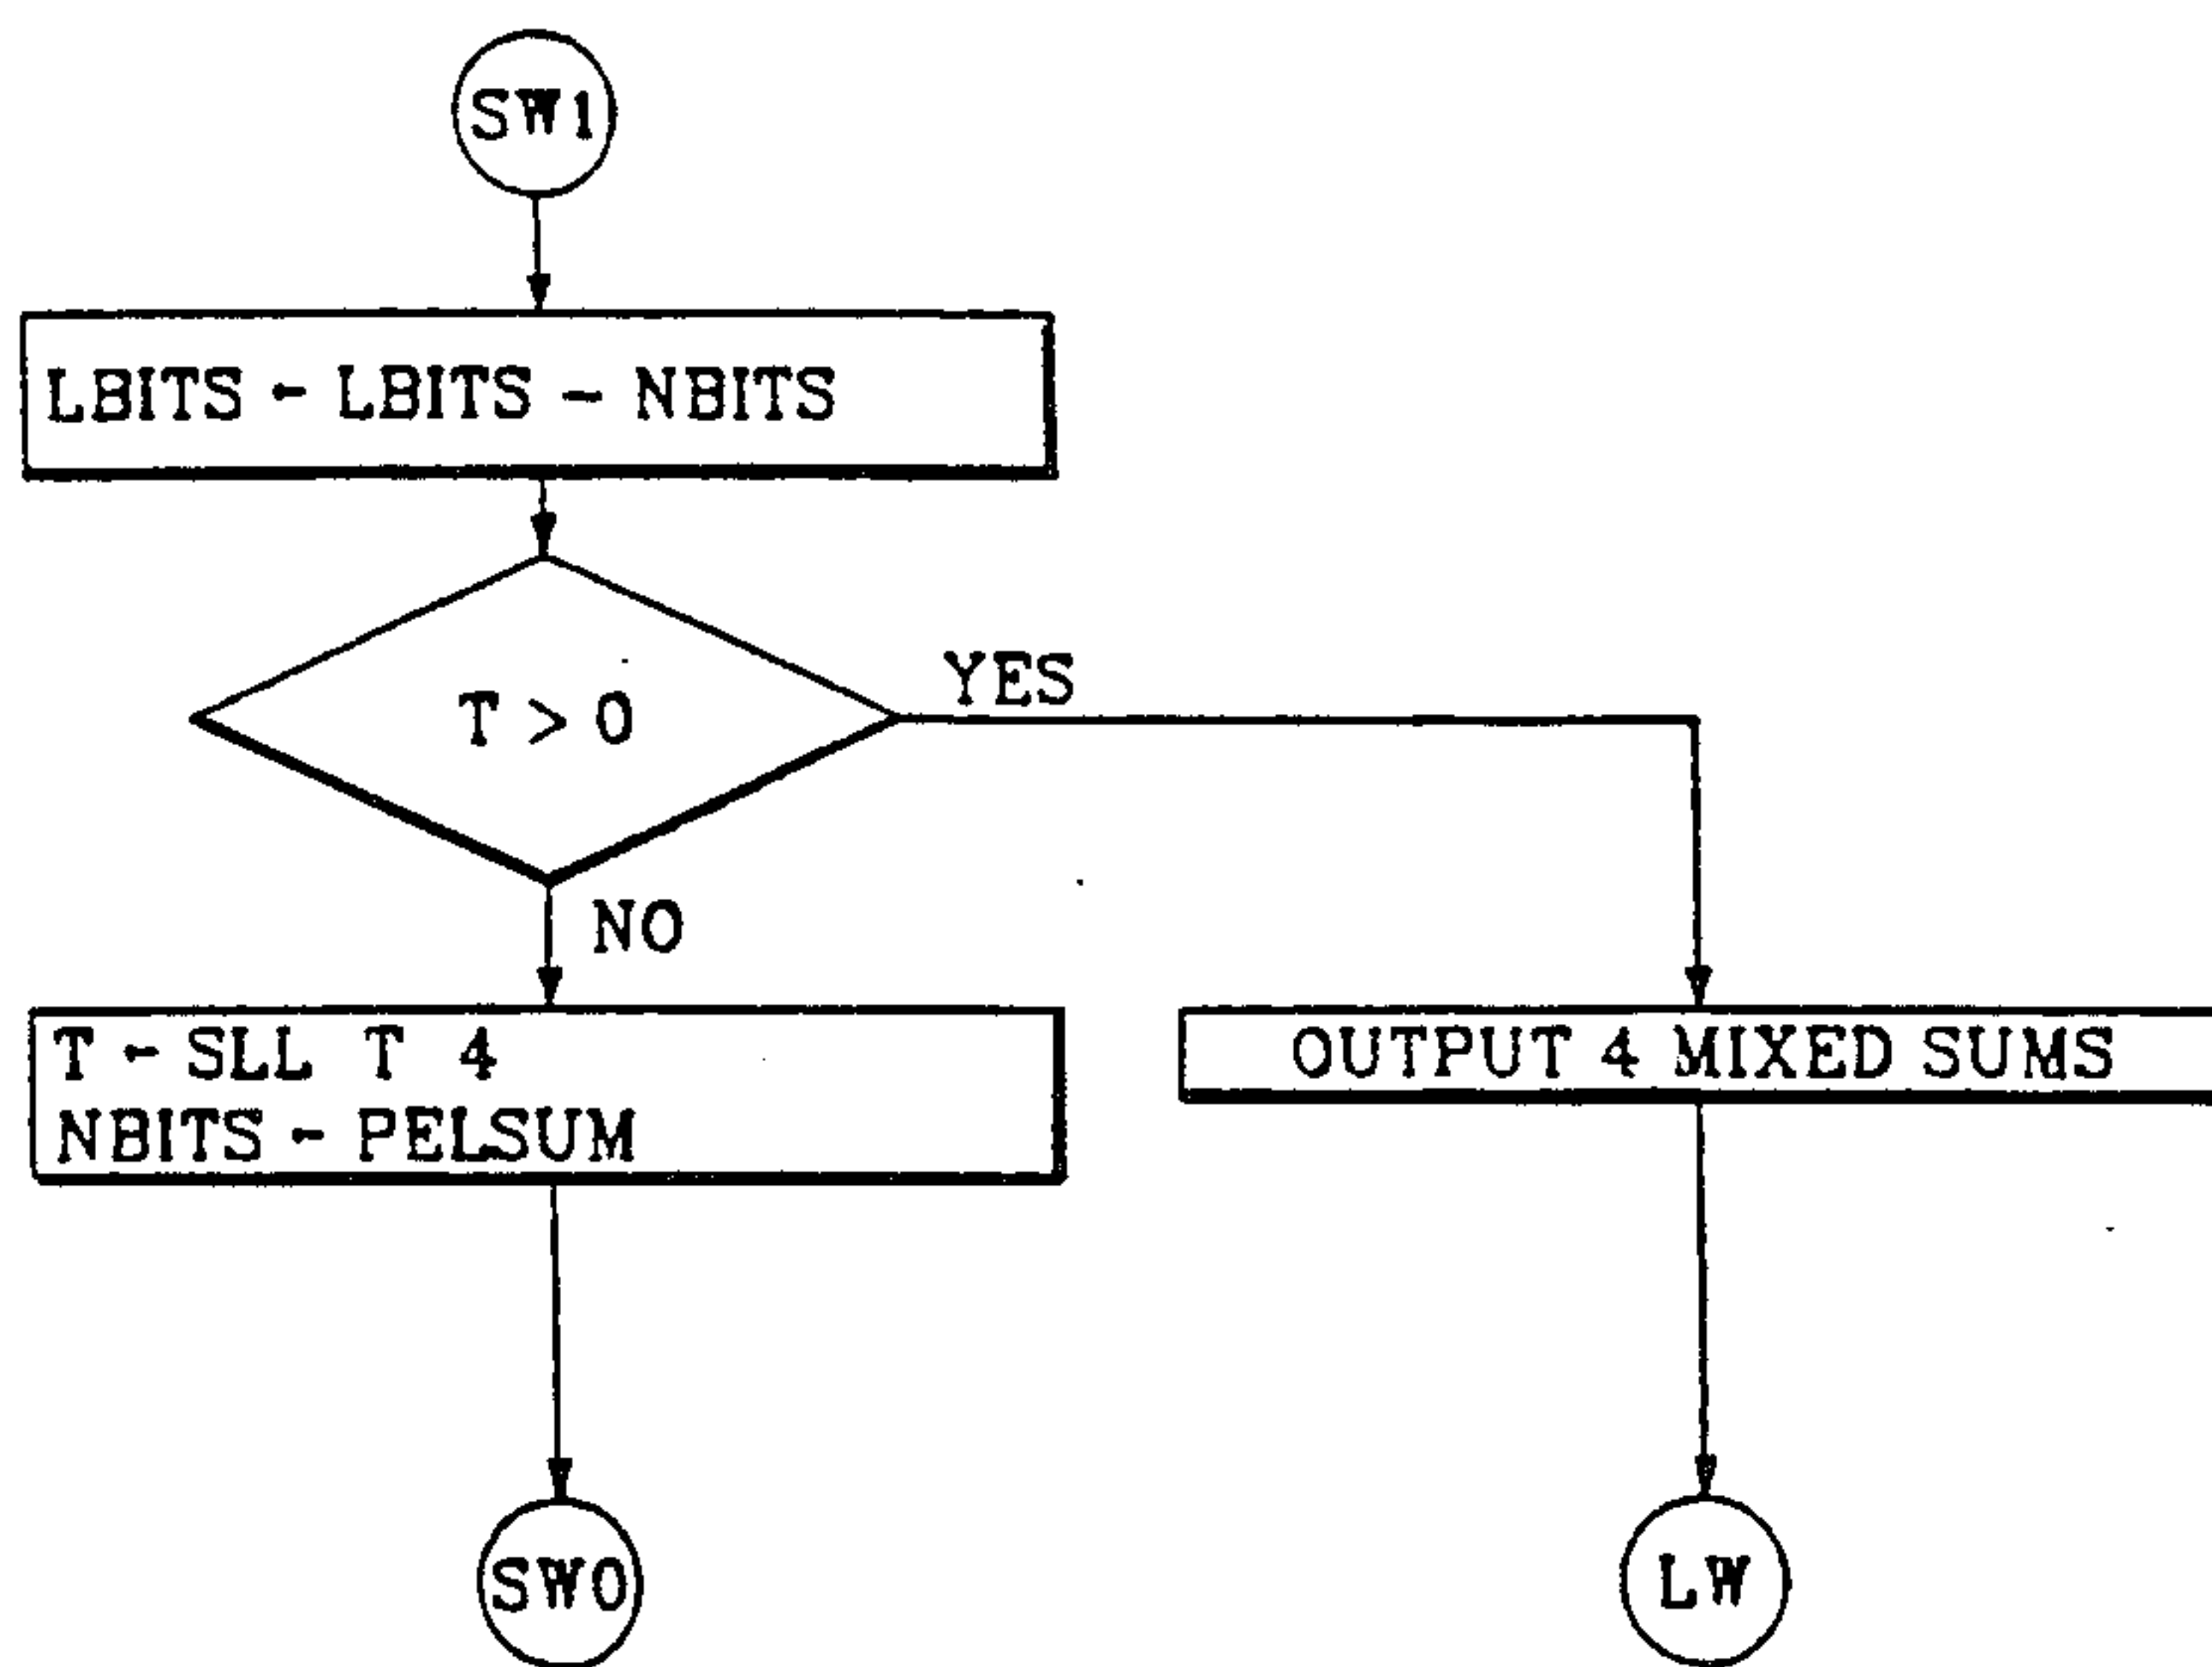 SW1
LBITS ← LBITS - NBITS
T > 0
YES
NO
T ← SLL T 4
NBITS ← PELSUM
OUTPUT 4 MIXED SUMS
SW0
LW